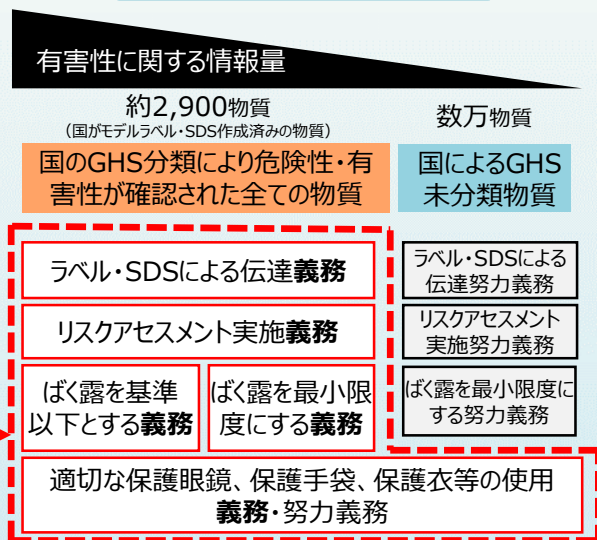 有害性に関する情報量
約2,900物質
（国がモデルラベル・SDS作成済みの物質）
数万物質
国のGHS分類により危険性・有
害性が確認された全ての物質
国によるGHS
未分類物質
ラベル・SDSによる伝達義務
ラベル・SDSによる
伝達努力義務
リスクアセスメント実施義務
リスクアセスメント
実施努力義務
ばく露を基準
以下とする義務
ばく露を最小限
度にする義務
ばく露を最小限度に
する努力義務
適切な保護眼鏡、保護手袋、保護衣等の使用
義務・努力義務